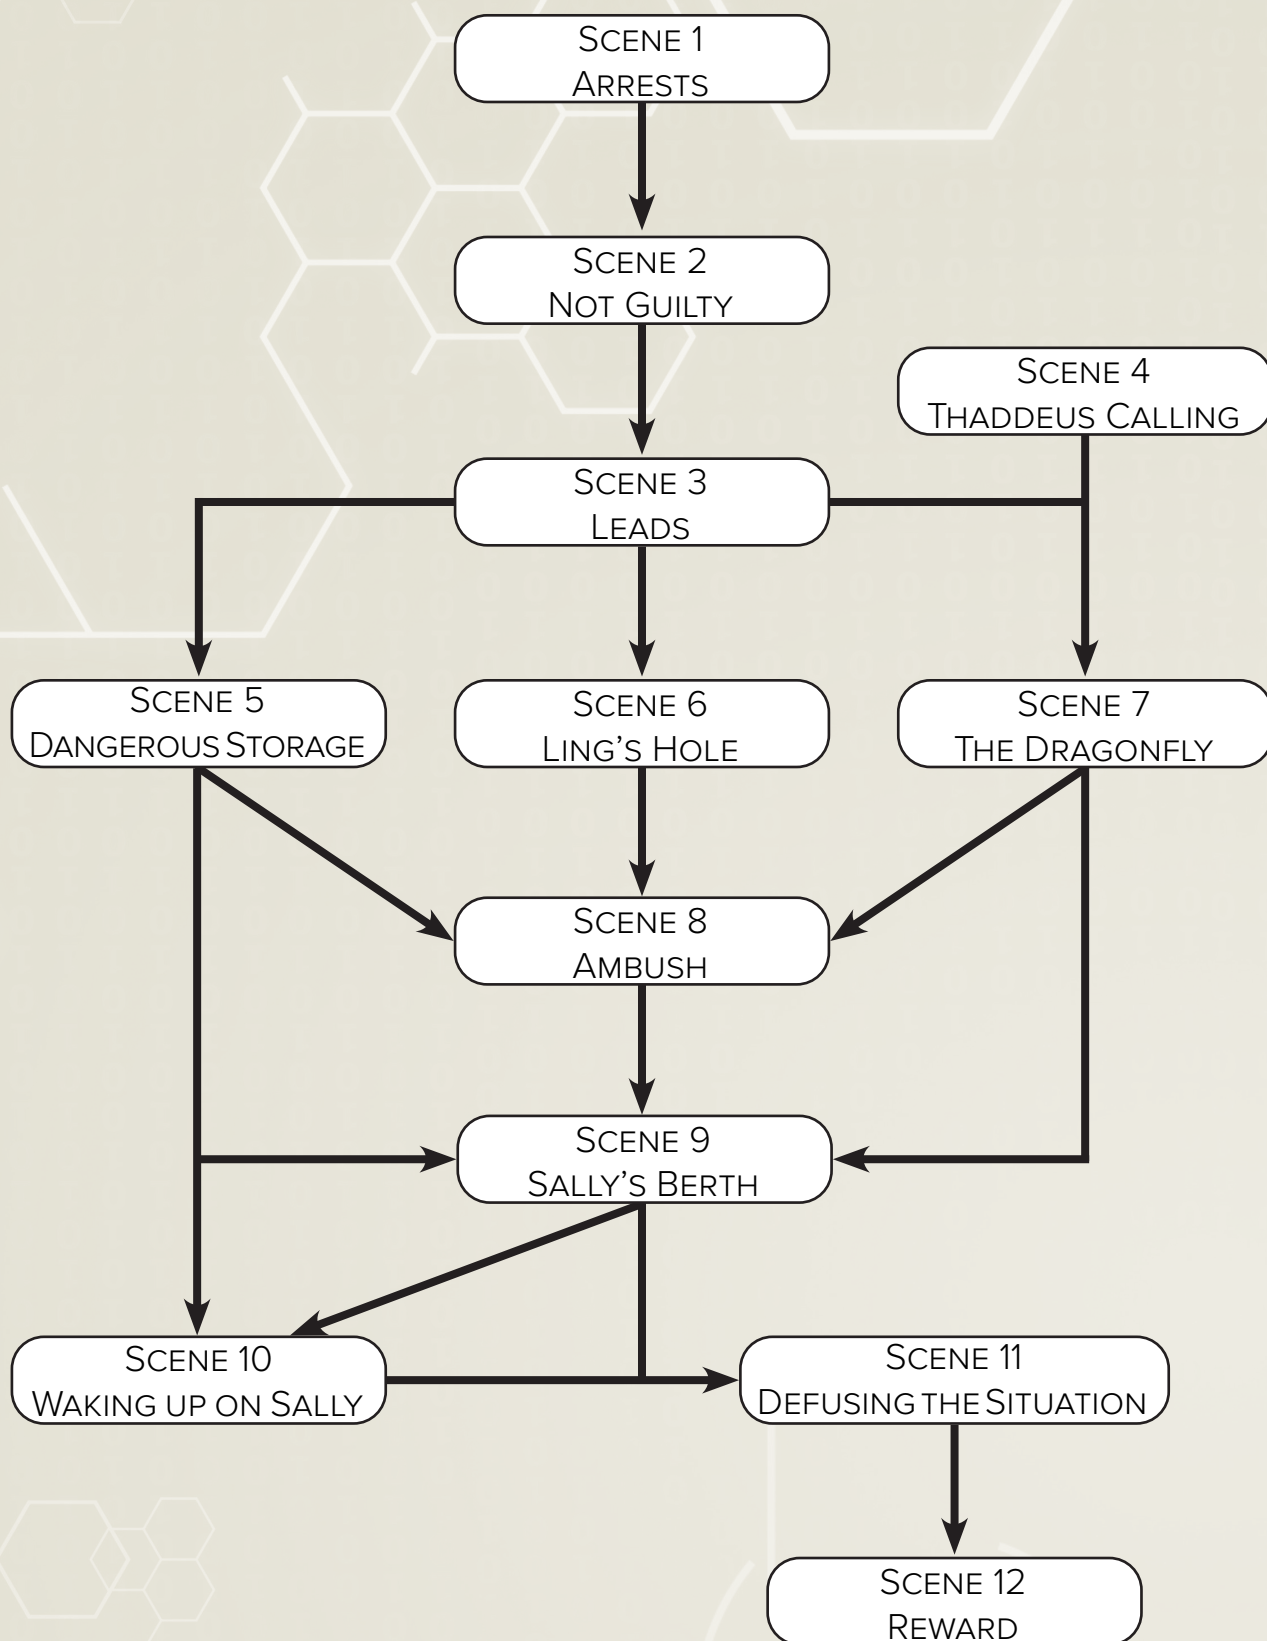 Scene 1
Arrests
Scene 2
Not Guilty
Scene 4
Thaddeus Calling
Scene 3
Leads
Scene 5
Dangerous Storage
Scene 6
Ling's Hole
Scene 7
The Dragonfly
Scene 8
Ambush
Scene 9
Sally's Berth
Scene 10
Waking up on Sally
Scene 11
Defusing the Situation
Scene 12
Reward